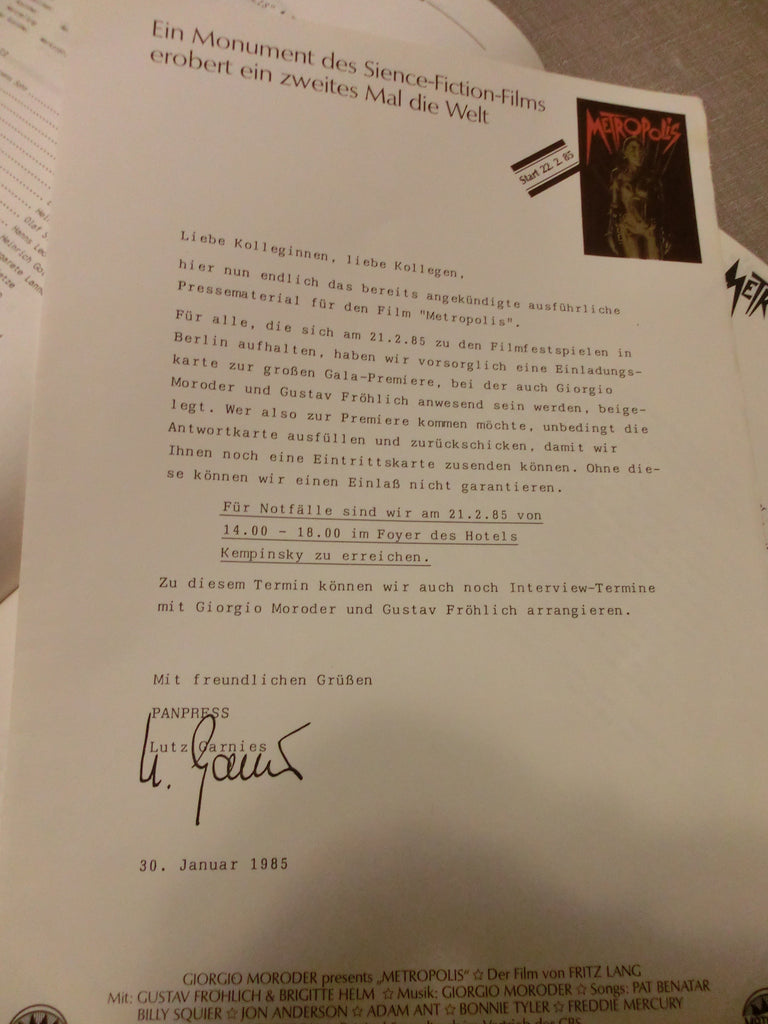 Ein Monument des Sience-Fiction-Films
erobert ein zweites Mal die Welt
METROPOLIS
Start 22. 2. 85
Liebe Kolleginnen, liebe Kollegen,
hier nun endlich das bereits angekündigte ausführliche
Pressematerial für den Film "Metropolis".
Für alle, die sich am 21.2.85 zu den Filmfestspielen in
Berlin aufhalten, haben wir vorsorglich eine Einladungs-
karte zur großen Gala-Premiere, bei der auch Giorgio
Moroder und Gustav Fröhlich anwesend sein werden, beige-
legt. Wer also zur Premiere kommen möchte, unbedingt die
Antwortkarte ausfüllen und zurückschicken, damit wir
Ihnen noch eine Eintrittskarte zusenden können. Ohne die-
se können wir einen Einlaß nicht garantieren.
Für Notfälle sind wir am 21.2.85 von
14.00 - 18.00 im Foyer des Hotels
Kempinsky zu erreichen.
Zu diesem Termin können wir auch noch Interview-Termine
mit Giorgio Moroder und Gustav Fröhlich arrangieren.
Mit freundlichen Grüßen
PANPRESS
Lutz Garnies
30. Januar 1985
GIORGIO MORODER presents „METROPOLIS" ☆ Der Film von FRITZ LANG
Mit: GUSTAV FRÖHLICH & BRIGITTE HELM ☆ Musik: GIORGIO MORODER ☆ Songs: PAT BENATAR
BILLY SQUIER ☆ JON ANDERSON ☆ ADAM ANT ☆ BONNIE TYLER ☆ FREDDIE MERCURY